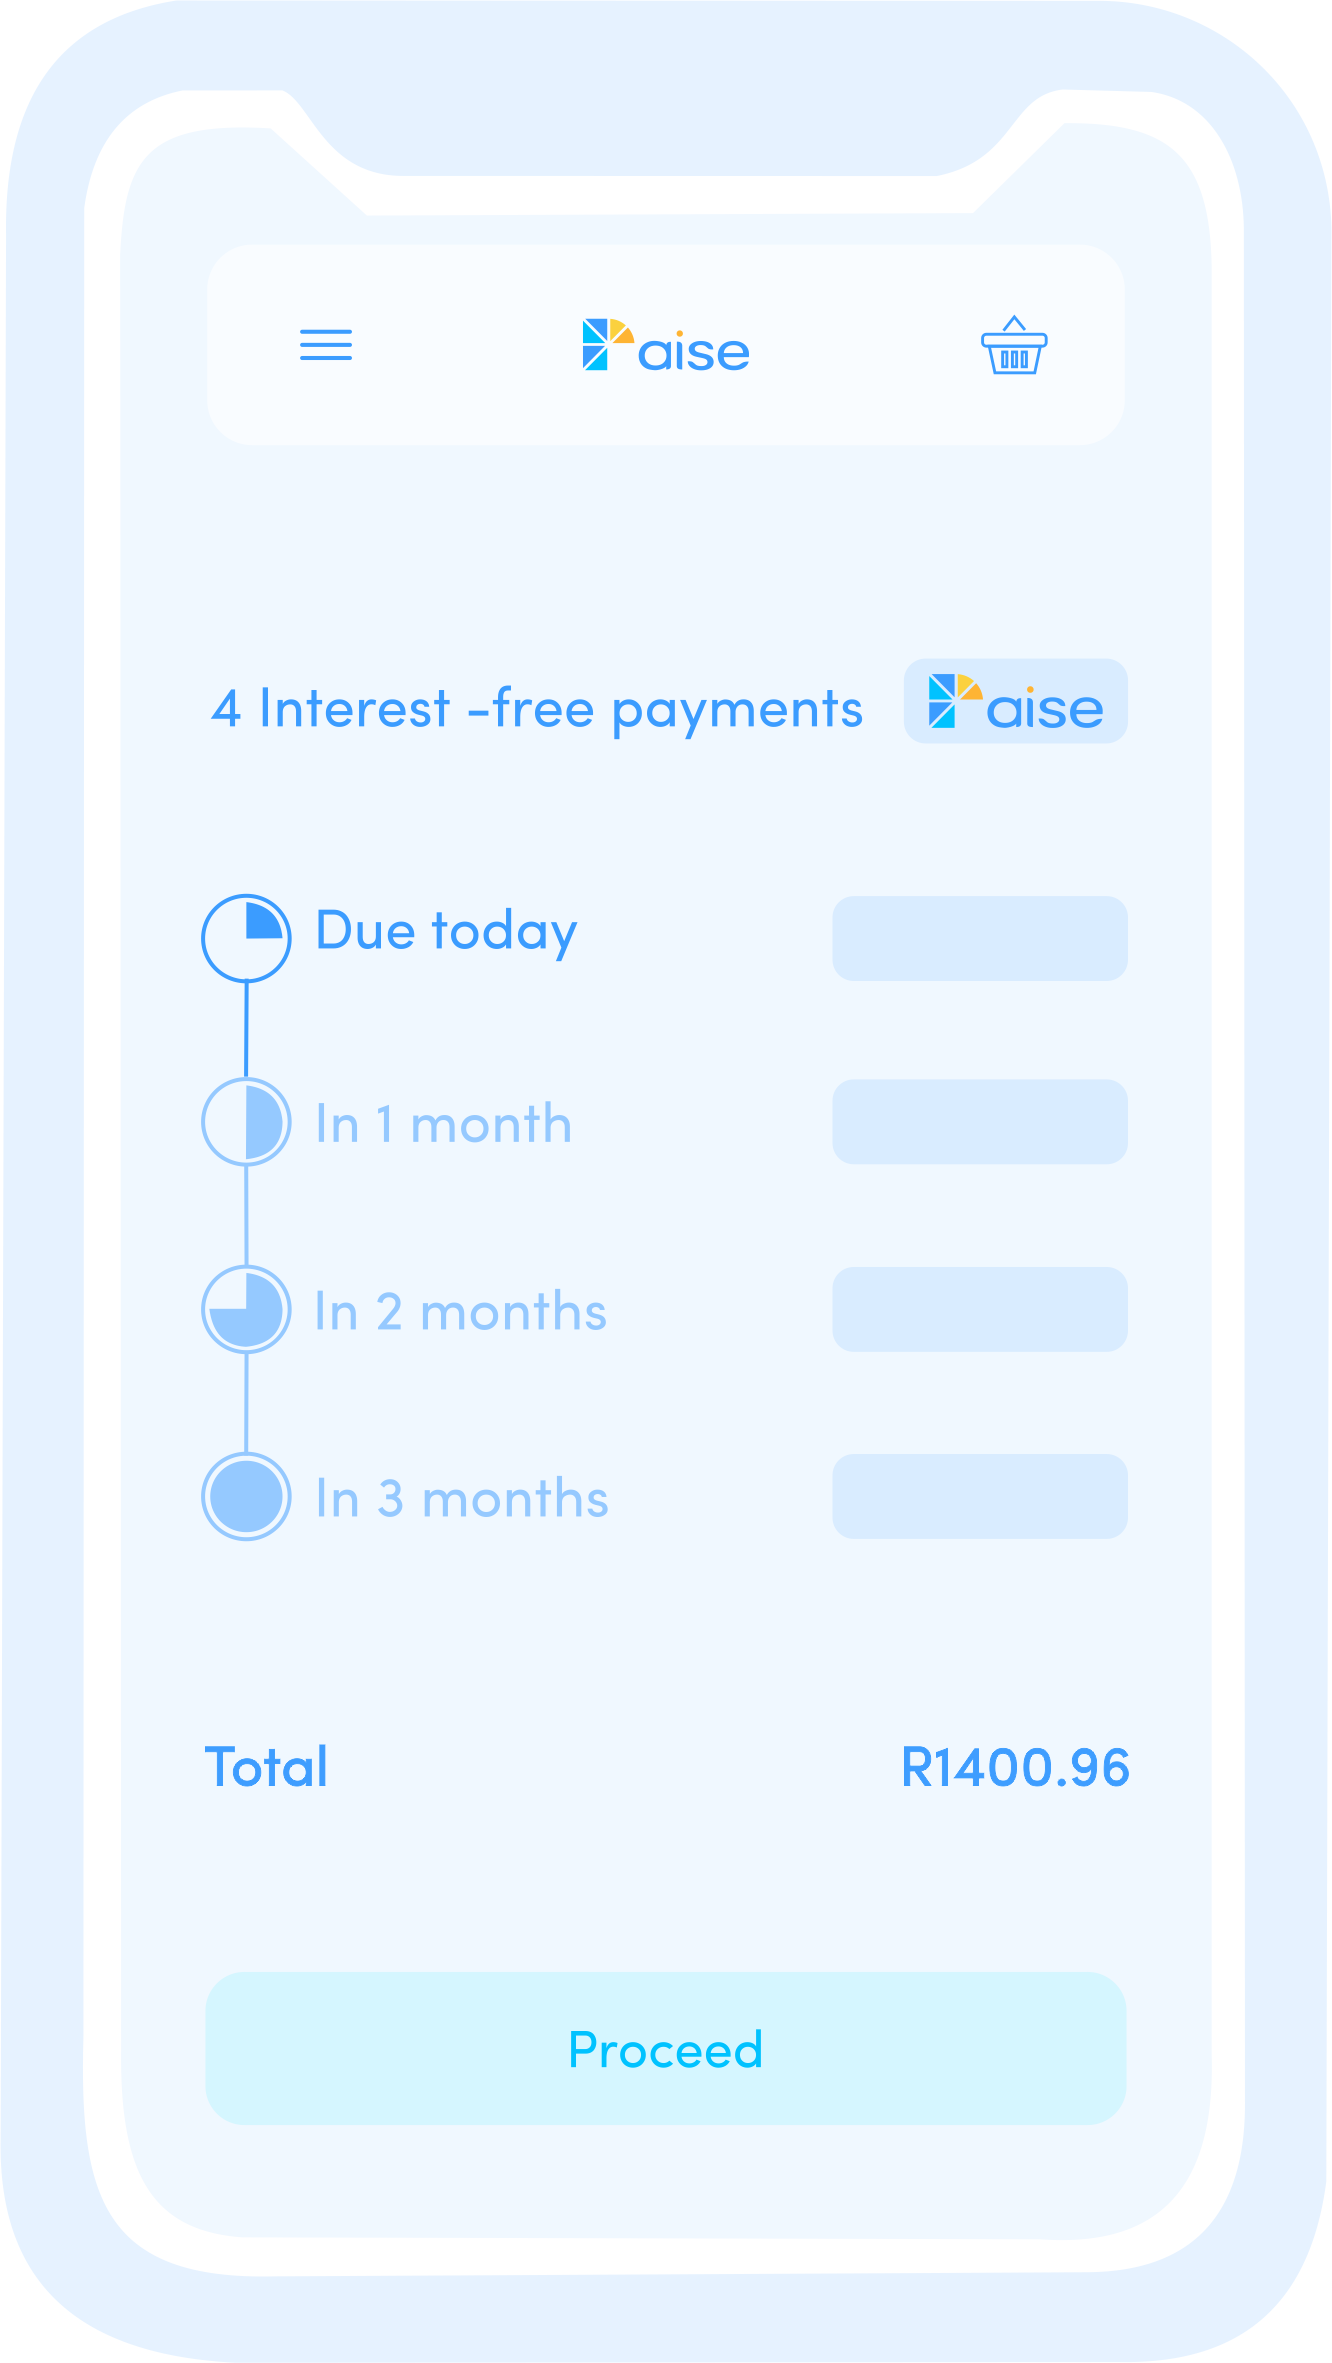 Paise
4 Interest -free payments Paise
Due today
In 1 month
In 2 months
In 3 months
Total R1400.96
Proceed